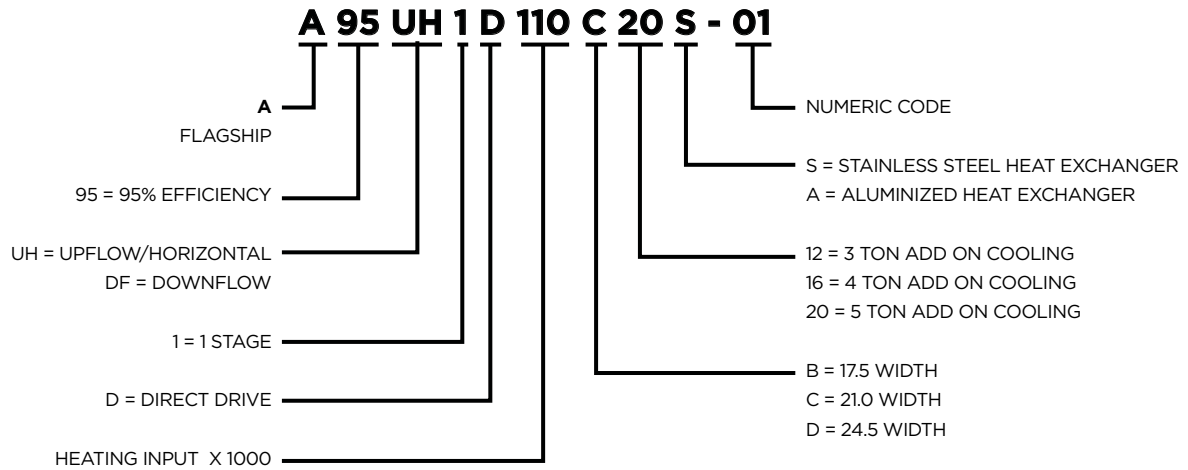 A 95 UH 1 D 110 C 20 S - 01
A
FLAGSHIP
95 = 95% EFFICIENCY
UH = UPFLOW/HORIZONTAL
DF = DOWNFLOW
1 = 1 STAGE
D = DIRECT DRIVE
HEATING INPUT X 1000
NUMERIC CODE
S = STAINLESS STEEL HEAT EXCHANGER
A = ALUMINIZED HEAT EXCHANGER
12 = 3 TON ADD ON COOLING
16 = 4 TON ADD ON COOLING
20 = 5 TON ADD ON COOLING
B = 17.5 WIDTH
C = 21.0 WIDTH
D = 24.5 WIDTH